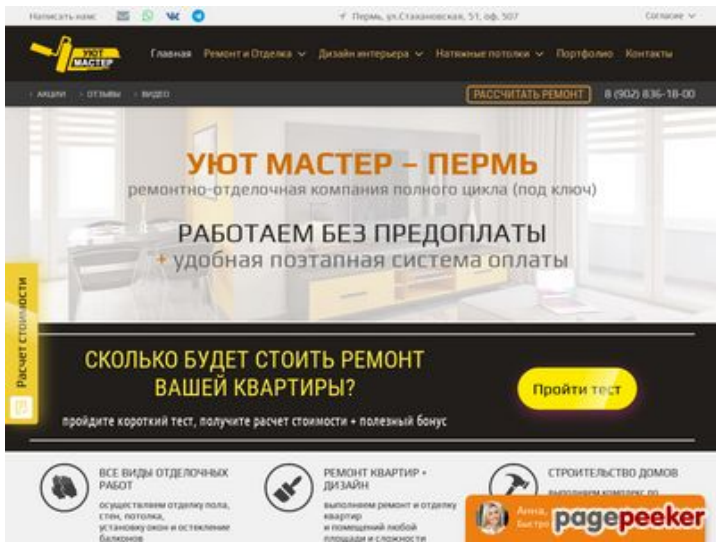 Написать нам:
Пермь, ул.Стахановская, 51, оф. 507
Согласие
УЮТ
МАСТЕР
Главная Ремонт и Отделка Дизайн интерьера Натяжные потолки Портфолио Контакты
АКЦИИ ОТЗЫВЫ ВИДЕО
РАССЧИТАТЬ РЕМОНТ
8 (902) 836-18-00
УЮТ МАСТЕР – ПЕРМЬ
ремонтно-отделочная компания полного цикла (под ключ)
РАБОТАЕМ БЕЗ ПРЕДОПЛАТЫ
+ удобная поэтапная система оплаты
Расчет стоимости
СКОЛЬКО БУДЕТ СТОИТЬ РЕМОНТ
ВАШЕЙ КВАРТИРЫ?
пройдите короткий тест, получите расчет стоимости + полезный бонус
Пройти тест
ВСЕ ВИДЫ ОТДЕЛОЧНЫХ
РАБОТ
осуществляем отделку пола,
стен, потолка,
установку окон и остекление
балконов
РЕМОНТ КВАРТИР +
ДИЗАЙН
выполняем ремонт и отделку
квартир
и помещений любой
площади и сложности
СТРОИТЕЛЬСТВО ДОМОВ
выполняем комплекс по
Анна,
Быстро
pagepeeker